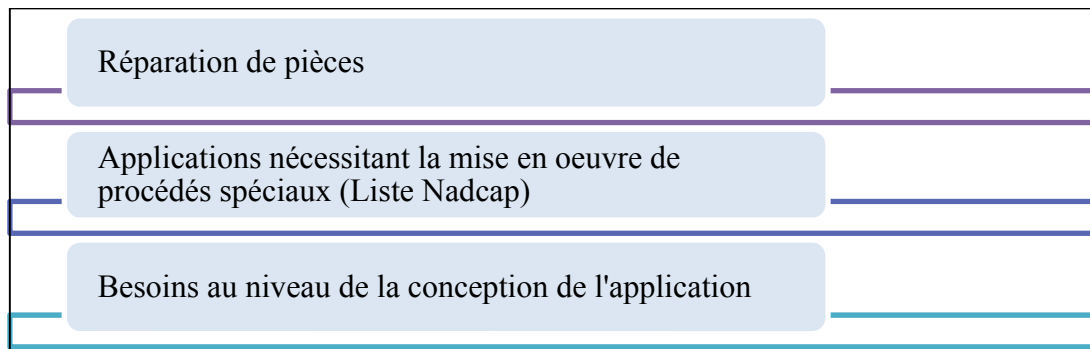 Réparation de pièces
Applications nécessitant la mise en oeuvre de
procédés spéciaux (Liste Nadcap)
Besoins au niveau de la conception de l'application